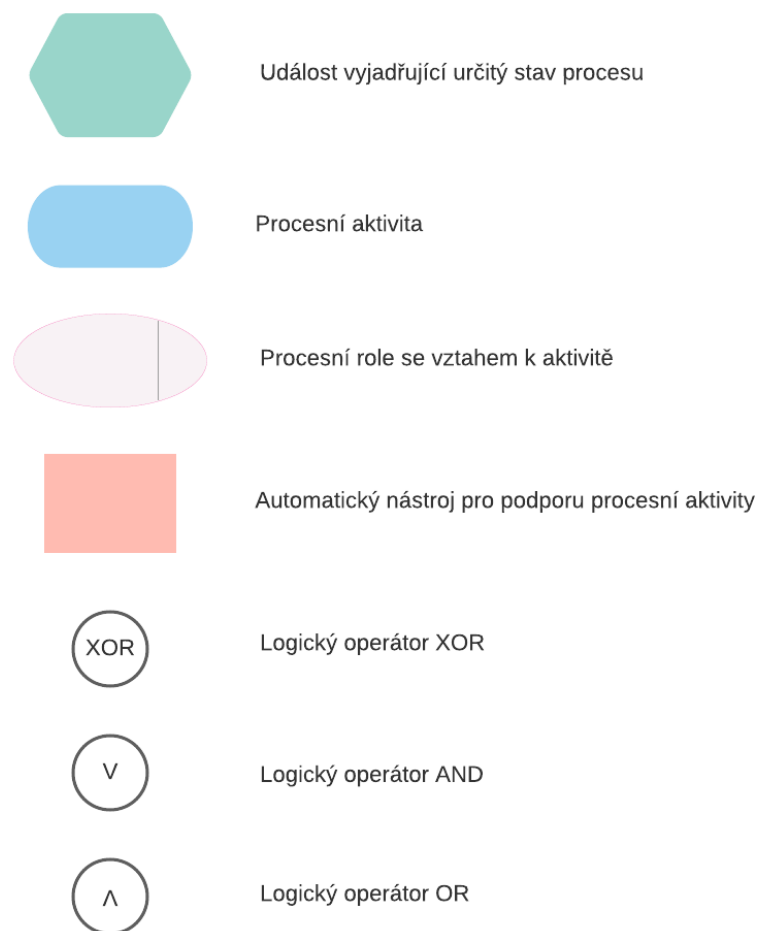 Událost vyjadřující určitý stav procesu
Procesní aktivita
Procesní role se vztahem k aktivitě
Automatický nástroj pro podporu procesní aktivity
XOR Logický operátor XOR
V Logický operátor AND
Λ Logický operátor OR